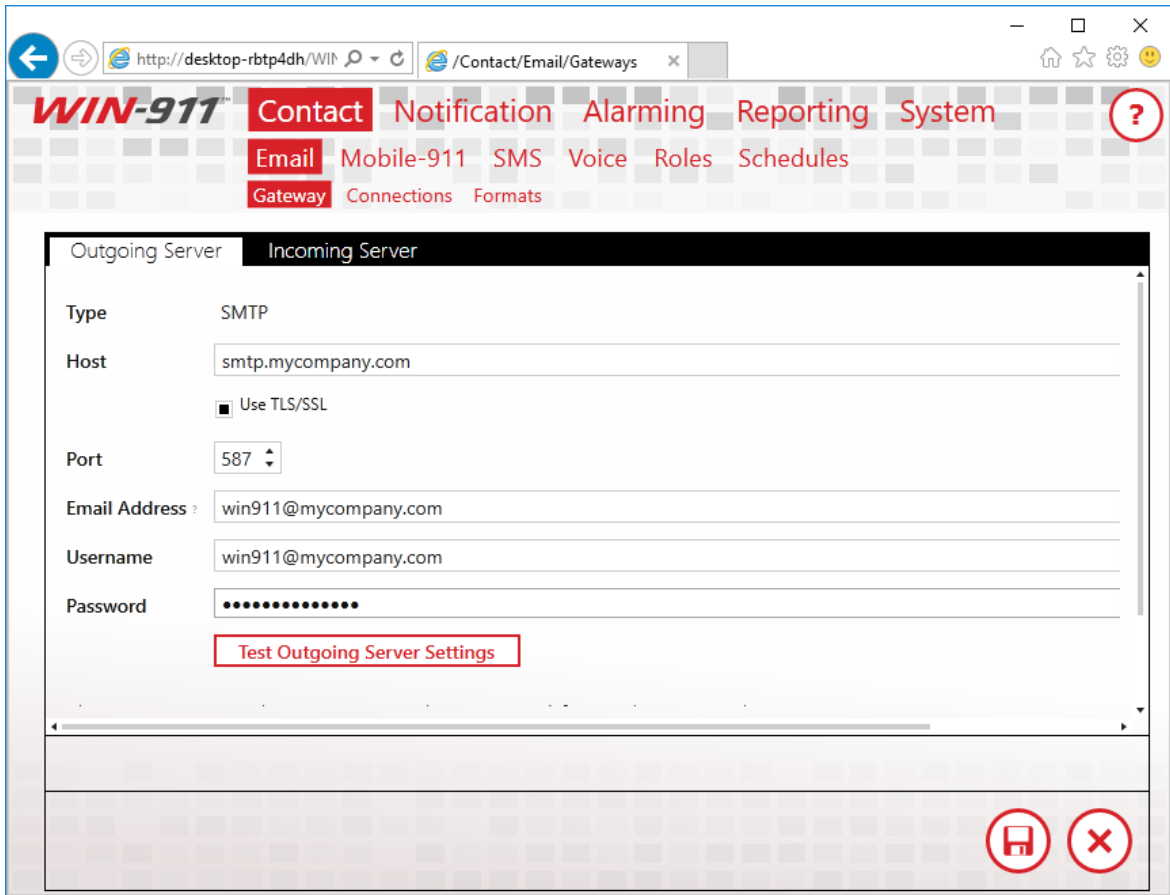 http://desktop-rbtp4dh/WIN
/Contact/Email/Gateways
WIN-911™ Contact Notification Alarming Reporting System ?
Email Mobile-911 SMS Voice Roles Schedules
Gateway Connections Formats
Outgoing Server Incoming Server
Type SMTP
Host smtp.mycompany.com
Use TLS/SSL
Port 587
Email Address ? win911@mycompany.com
Username win911@mycompany.com
Password ••••••••••••••
Test Outgoing Server Settings